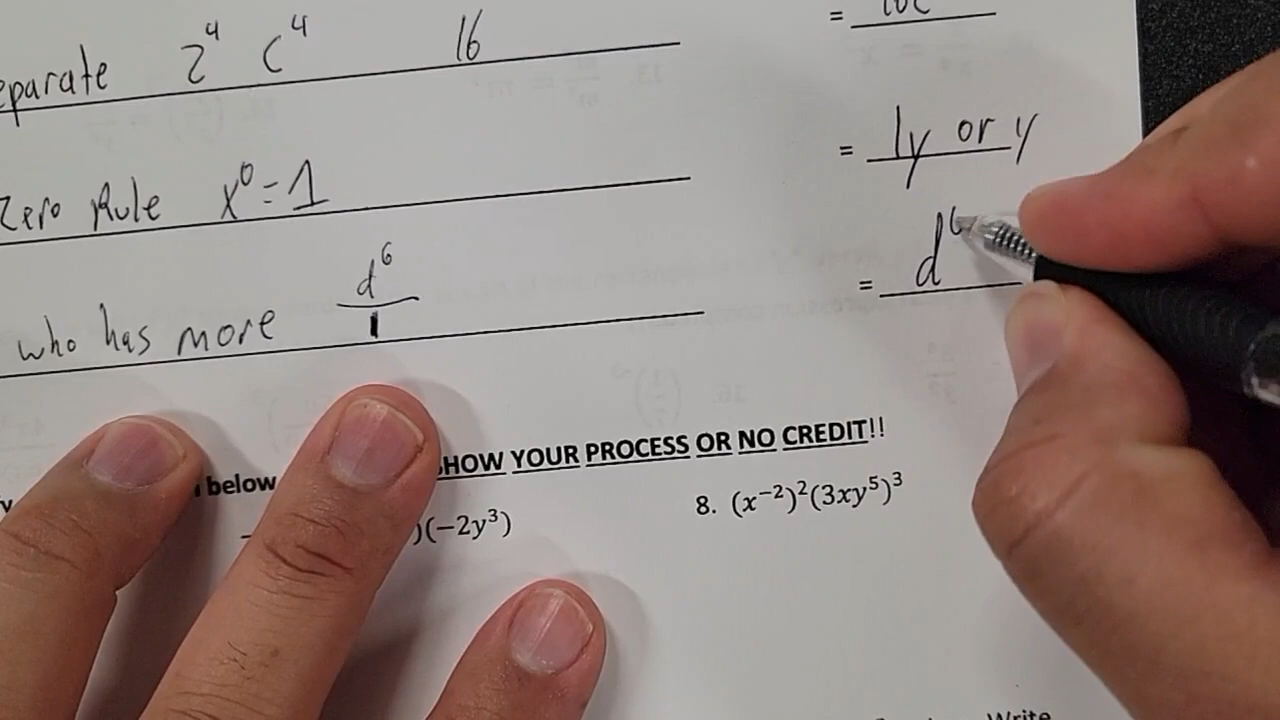 eparate 2⁴ C⁴ 16 =
Zero Rule x⁰ = 1 = 1y or y
who has more d⁶/1 = d⁶
below SHOW YOUR PROCESS OR NO CREDIT!!
)(−2y³) 8. (x⁻²)²(3xy⁵)³
Write